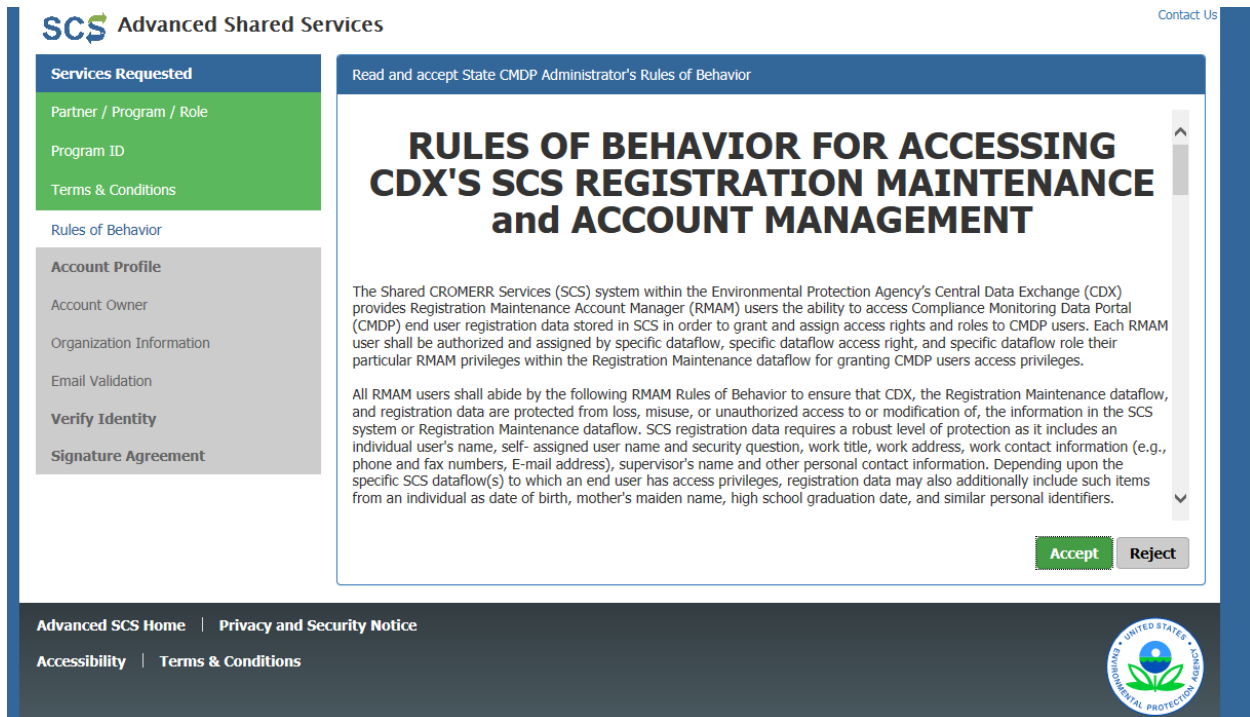 SCS Advanced Shared Services
Contact Us
Services Requested
Partner / Program / Role
Program ID
Terms & Conditions
Rules of Behavior
Account Profile
Account Owner
Organization Information
Email Validation
Verify Identity
Signature Agreement
Read and accept State CMDP Administrator's Rules of Behavior
RULES OF BEHAVIOR FOR ACCESSING
CDX'S SCS REGISTRATION MAINTENANCE
and ACCOUNT MANAGEMENT
The Shared CROMERR Services (SCS) system within the Environmental Protection Agency's Central Data Exchange (CDX)
provides Registration Maintenance Account Manager (RMAM) users the ability to access Compliance Monitoring Data Portal
(CMDP) end user registration data stored in SCS in order to grant and assign access rights and roles to CMDP users. Each RMAM
user shall be authorized and assigned by specific dataflow, specific dataflow access right, and specific dataflow role their
particular RMAM privileges within the Registration Maintenance dataflow for granting CMDP users access privileges.
All RMAM users shall abide by the following RMAM Rules of Behavior to ensure that CDX, the Registration Maintenance dataflow,
and registration data are protected from loss, misuse, or unauthorized access to or modification of, the information in the SCS
system or Registration Maintenance dataflow. SCS registration data requires a robust level of protection as it includes an
individual user's name, self- assigned user name and security question, work title, work address, work contact information (e.g.,
phone and fax numbers, E-mail address), supervisor's name and other personal contact information. Depending upon the
specific SCS dataflow(s) to which an end user has access privileges, registration data may also additionally include such items
from an individual as date of birth, mother's maiden name, high school graduation date, and similar personal identifiers.
Accept
Reject
Advanced SCS Home | Privacy and Security Notice
Accessibility | Terms & Conditions
UNITED STATES
ENVIRONMENTAL PROTECTION AGENCY